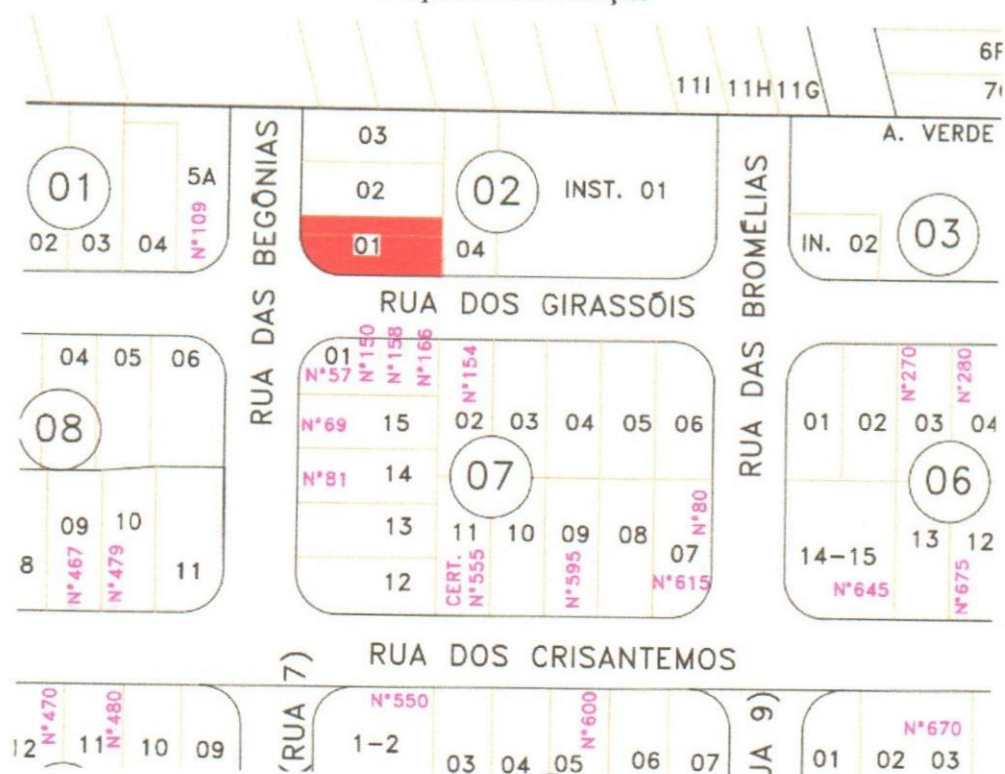 11I 11H 11G
6F
A. VERDE
03
02
01
04
02
INST. 01
01
5A
N°109
02 03 04
RUA DAS BEGÔNIAS
RUA DAS BROMÉLIAS
IN. 02
03
RUA DOS GIRASSÓIS
04 05 06
08
09 10
N°467
N°479
8
11
01
N°57
N°150
N°158
N°166
N°154
N°69
15
02 03 04 05 06
N°81
14
07
13
12
11 10 09 08
CERT.
N°555
N°595
N°80
07
N°615
N°270
N°280
01 02 03 04
06
14-15
13 12
N°645
N°675
RUA DOS CRISANTEMOS
(RUA 7)
UA 9)
N°470
N°480
12 11 10 09
N°550
1-2
N°600
03 04 05 06 07
N°670
01 02 03